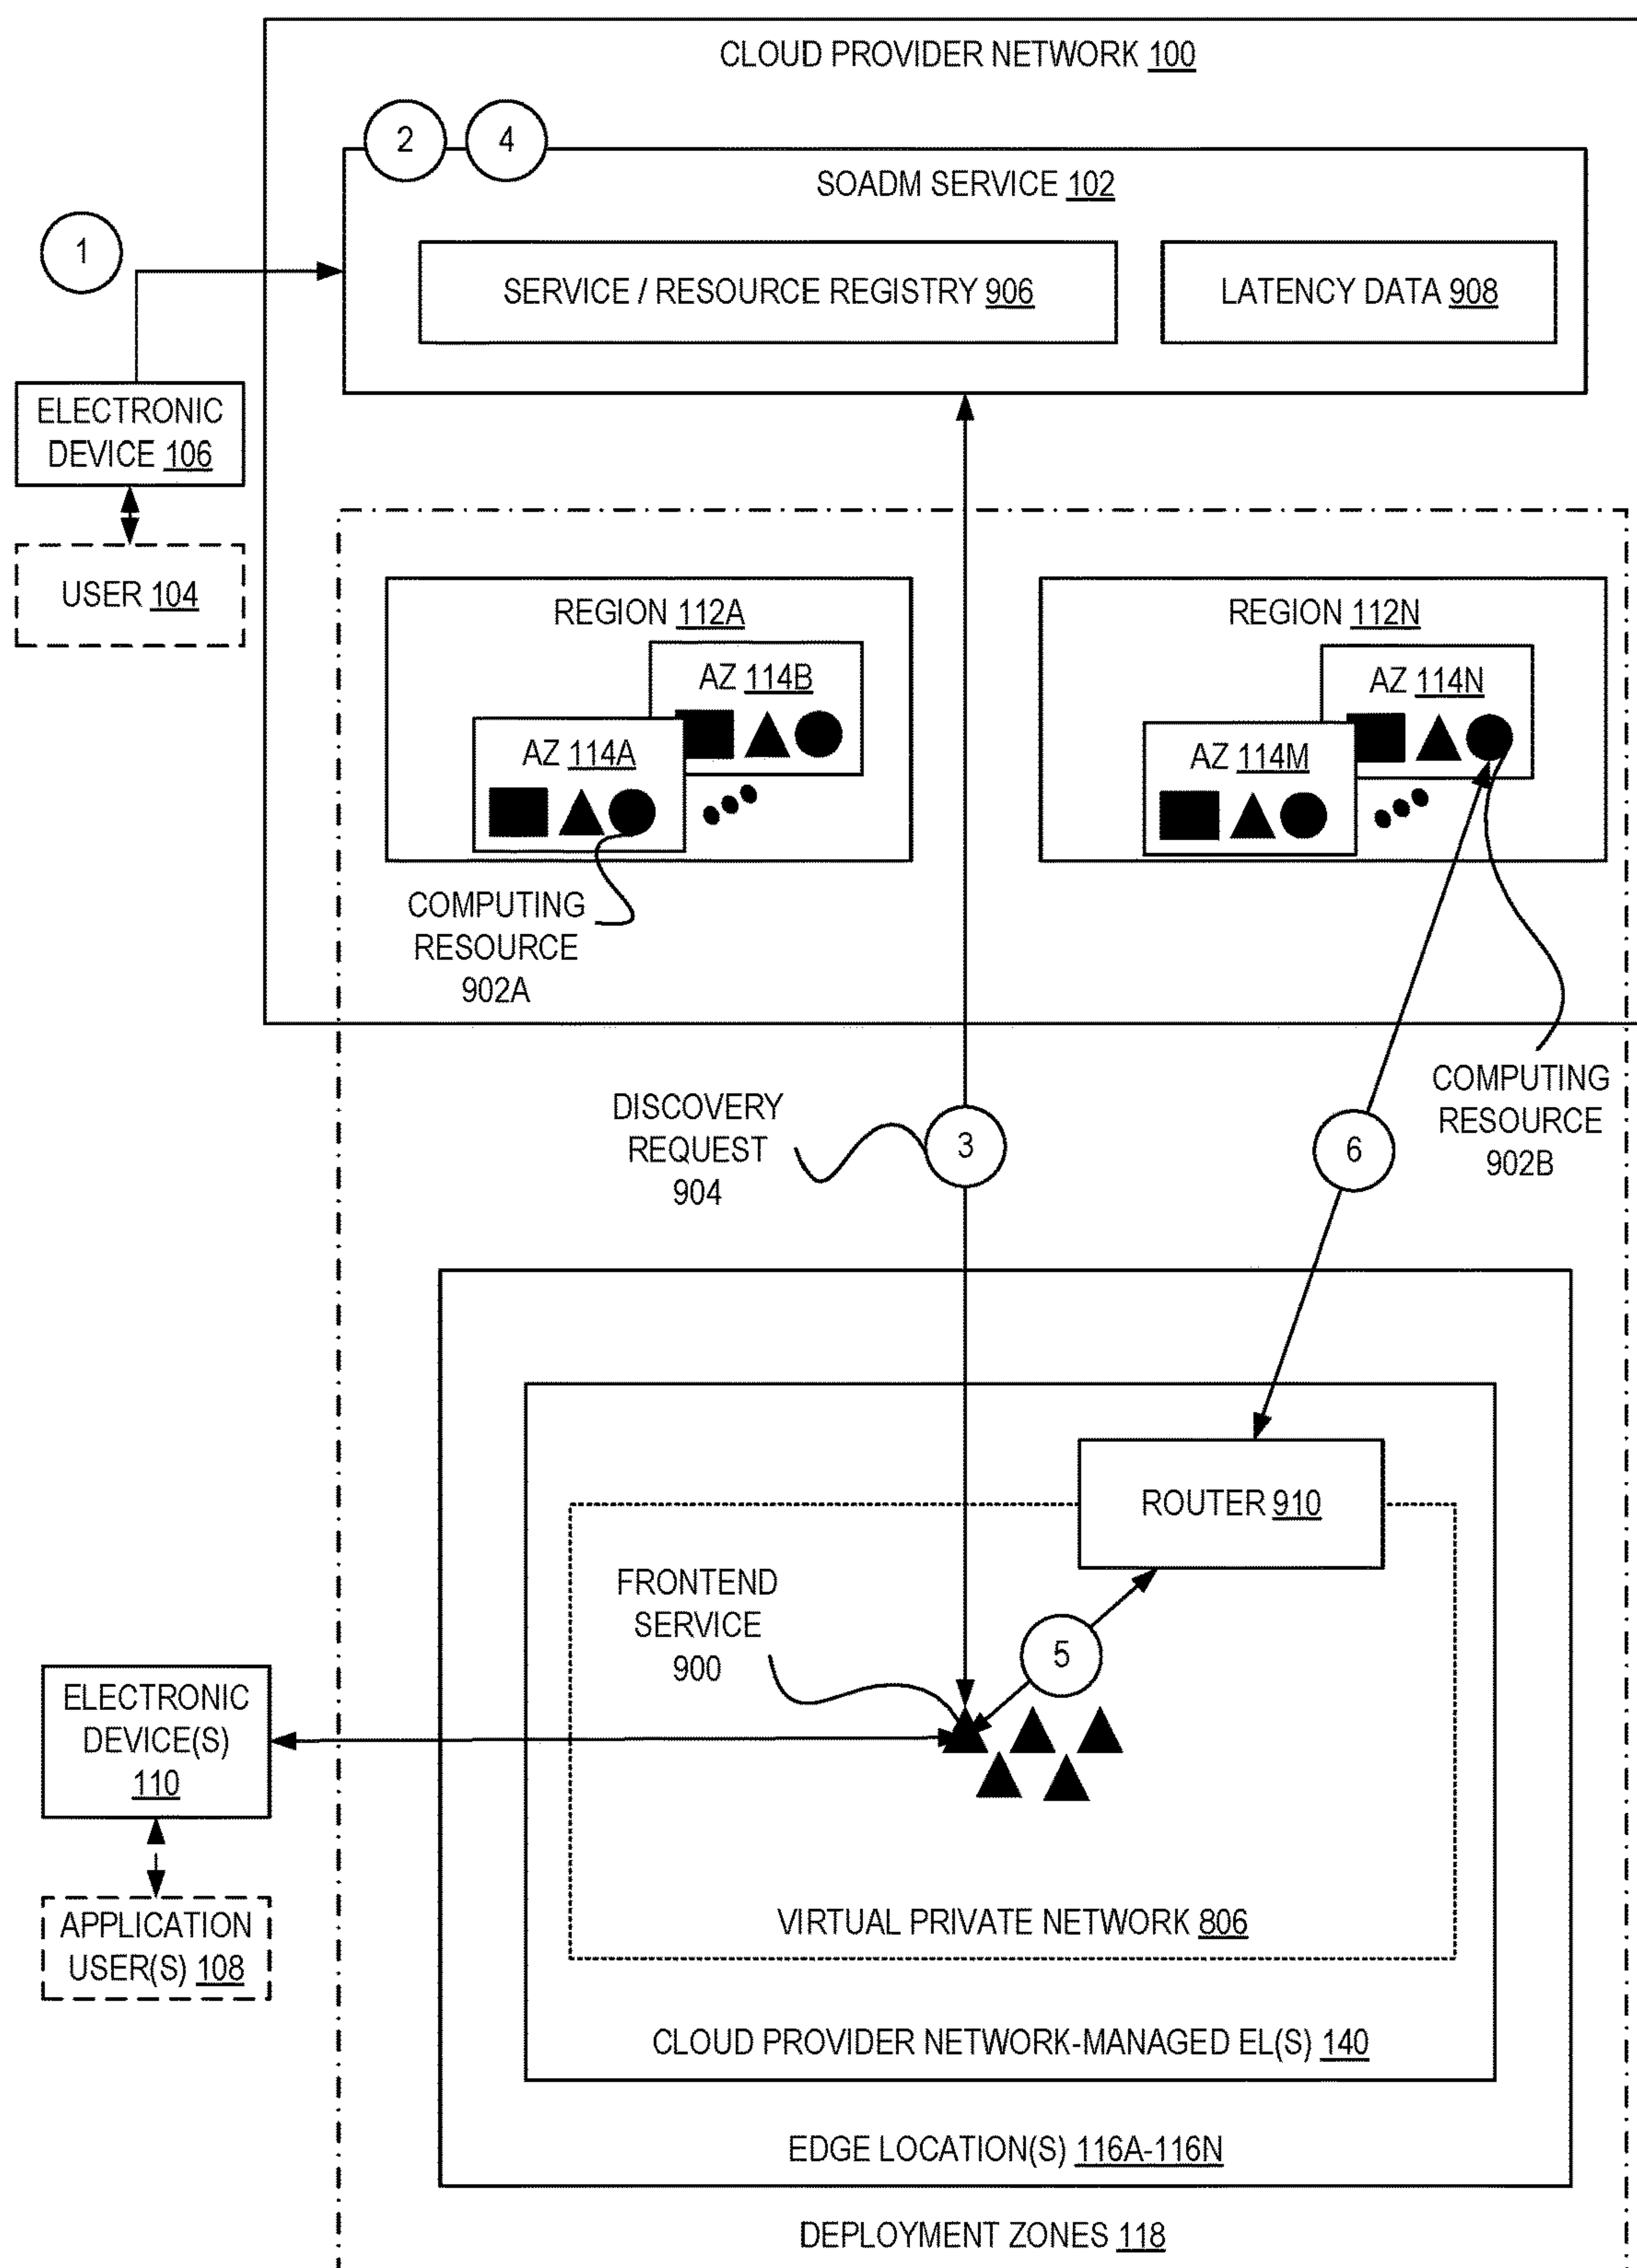 CLOUD PROVIDER NETWORK 100
2
4
SOADM SERVICE 102
1
SERVICE / RESOURCE REGISTRY 906
LATENCY DATA 908
ELECTRONIC
DEVICE 106
USER 104
REGION 112A
AZ 114B
AZ 114A
REGION 112N
AZ 114N
AZ 114M
COMPUTING
RESOURCE
902A
COMPUTING
RESOURCE
902B
DISCOVERY
REQUEST
904
3
6
ROUTER 910
FRONTEND
SERVICE
900
5
ELECTRONIC
DEVICE(S)
110
APPLICATION
USER(S) 108
VIRTUAL PRIVATE NETWORK 806
CLOUD PROVIDER NETWORK-MANAGED EL(S) 140
EDGE LOCATION(S) 116A-116N
DEPLOYMENT ZONES 118